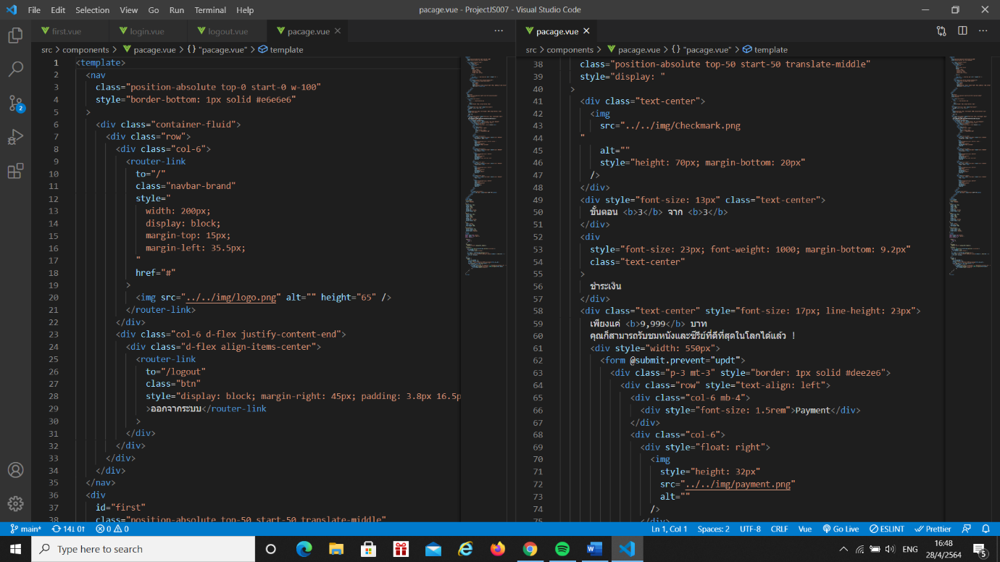 File Edit Selection View Go Run Terminal Help
pacage.vue - ProjectJS007 - Visual Studio Code
first.vue login.vue logout.vue pacage.vue
src > components > pacage.vue > {} "pacage.vue" > template
1 <template>
2 <nav
3 class="position-absolute top-0 start-0 w-100"
4 style="border-bottom: 1px solid #e6e6e6"
5 >
6 <div class="container-fluid">
7 <div class="row">
8 <div class="col-6">
9 <router-link
10 to="/"
11 class="navbar-brand"
12 style="
13 width: 200px;
14 display: block;
15 margin-top: 15px;
16 margin-left: 35.5px;
17 "
18 href="#"
19 >
20 <img src="../../img/logo.png" alt="" height="65" />
21 </router-link>
22 </div>
23 <div class="col-6 d-flex justify-content-end">
24 <div class="d-flex align-items-center">
25 <router-link
26 to="/logout"
27 class="btn"
28 style="display: block; margin-right: 45px; padding: 3.8px 16.5p
29 >ออกจากระบบ</router-link
30 >
31 </div>
32 </div>
33 </div>
34 </div>
35 </nav>
36 <div
37 id="first"
38 class="position-absolute top-50 start-50 translate-middle"
pacage.vue
src > components > pacage.vue > {} "pacage.vue" > template
38 class="position-absolute top-50 start-50 translate-middle"
39 style="display: "
40 >
41 <div class="text-center">
42 <img
43 src="../../img/Checkmark.png
44 "
45 alt=""
46 style="height: 70px; margin-bottom: 20px"
47 />
48 </div>
49 <div style="font-size: 13px" class="text-center">
50 ขั้นตอน <b>3</b> จาก <b>3</b>
51 </div>
52 <div
53 style="font-size: 23px; font-weight: 1000; margin-bottom: 9.2px"
54 class="text-center"
55 >
56 ชำระเงิน
57 </div>
58 <div class="text-center" style="font-size: 17px; line-height: 23px">
59 เพียงแค่ <b>9,999</b> บาท
60 คุณก็สามารถรับชมหนังและซีรีย์ที่ดีที่สุดในโลกได้แล้ว !
61 <div style="width: 550px">
62 <form @submit.prevent="updt">
63 <div class="p-3 mt-3" style="border: 1px solid #dee2e6">
64 <div class="row" style="text-align: left">
65 <div class="col-6 mb-4">
66 <div style="font-size: 1.5rem">Payment</div>
67 </div>
68 <div class="col-6">
69 <div style="float: right">
70 <img
71 style="height: 32px"
72 src="../../img/payment.png"
73 alt=""
74 />
75 </div>
2
main* 14↓ 0↑ 0 0
Ln 1, Col 1 Spaces: 2 UTF-8 CRLF Vue Go Live ESLINT Prettier
Type here to search
ENG
16:48
28/4/2564
5